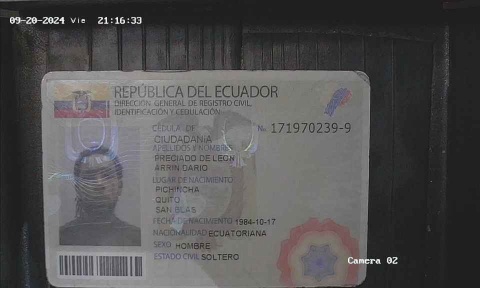 09-20-2024 Vie 21:16:33
REPÚBLICA DEL ECUADOR
DIRECCIÓN GENERAL DE REGISTRO CIVIL,
IDENTIFICACIÓN Y CEDULACIÓN
CÉDULA DE No. 171970239-9
CIUDADANÍA
APELLIDOS Y NOMBRES
PRECIADO DE LEON
ARRIN DARIO
LUGAR DE NACIMIENTO
PICHINCHA
QUITO
SAN BLAS
FECHA DE NACIMIENTO 1984-10-17
NACIONALIDAD ECUATORIANA
SEXO HOMBRE
ESTADO CIVIL SOLTERO
Camera 02